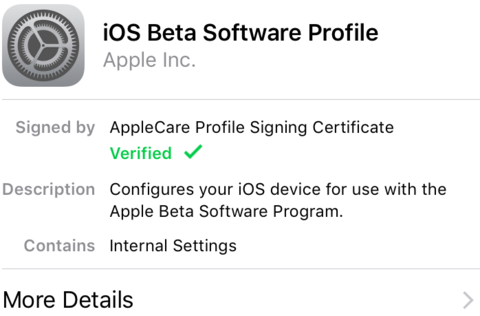 iOS Beta Software Profile
Apple Inc.
Signed by AppleCare Profile Signing Certificate
Verified ✓
Description Configures your iOS device for use with the
Apple Beta Software Program.
Contains Internal Settings
More Details